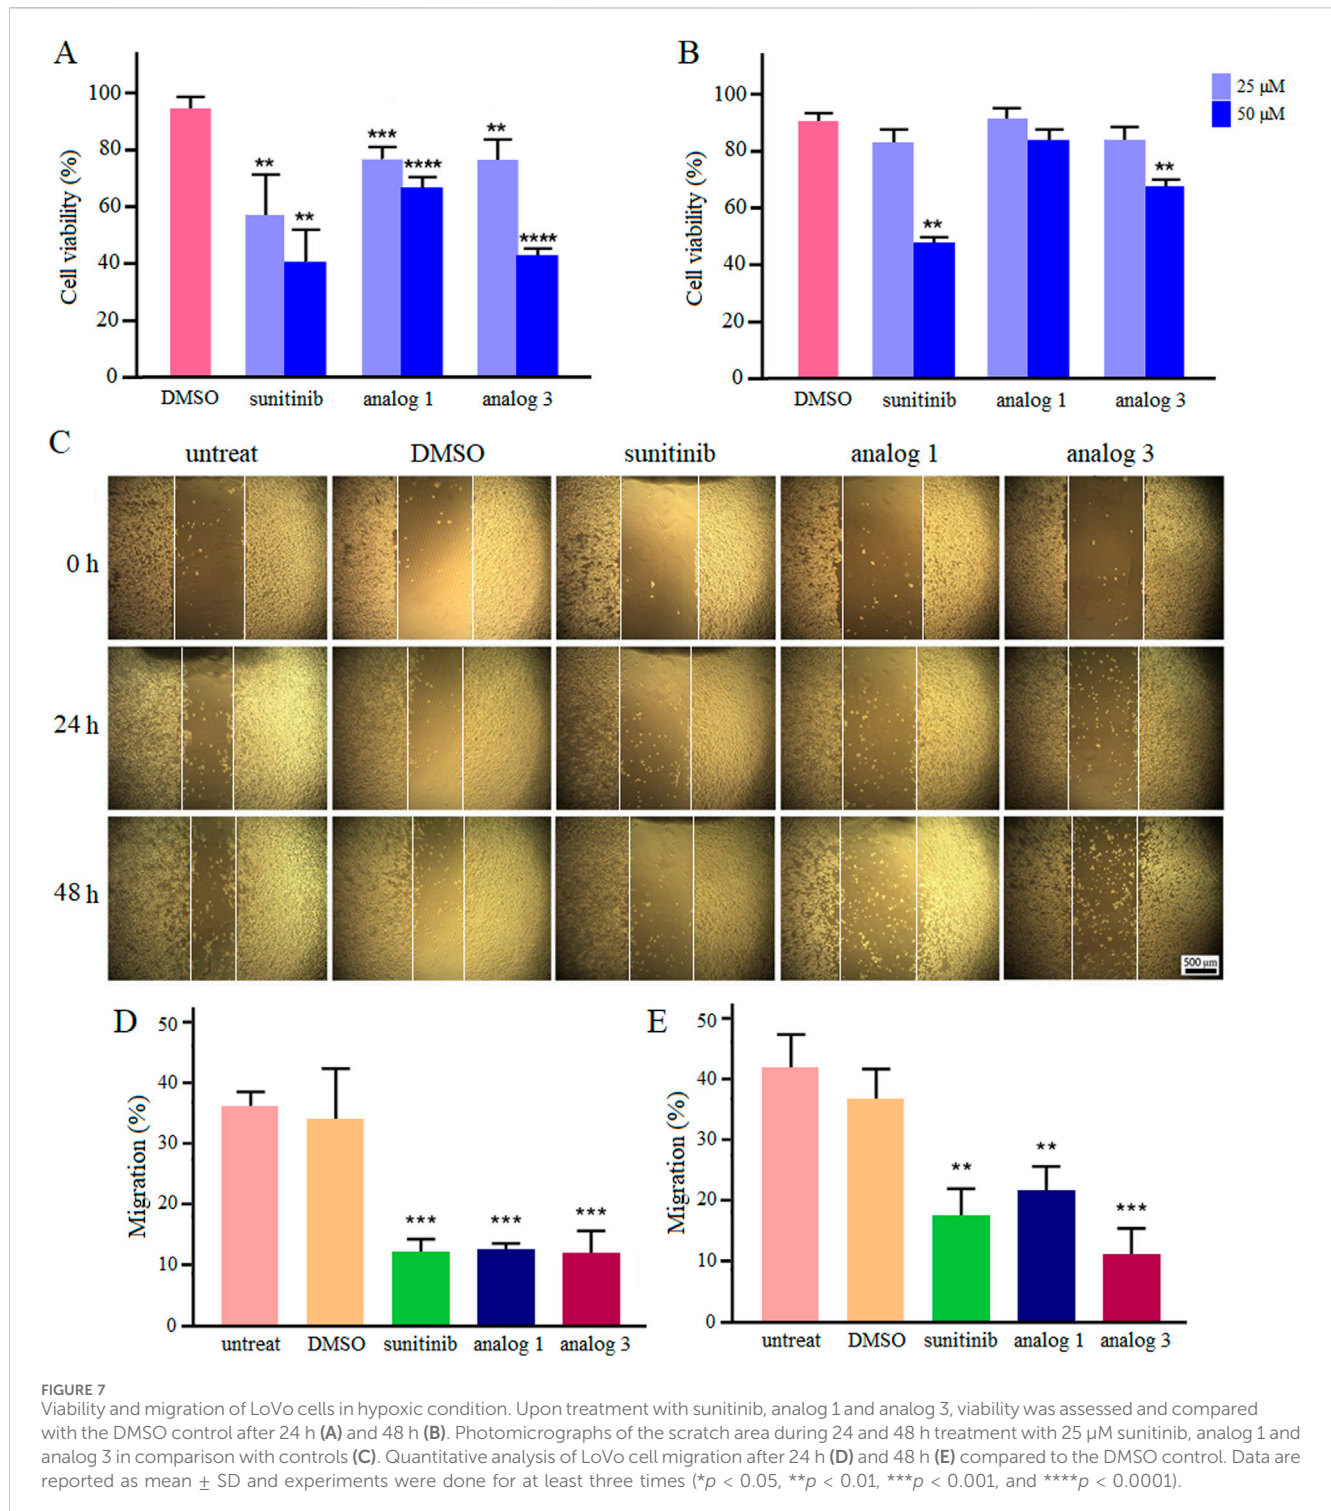 A
Cell viability (%)
100
80
60
40
20
0
**
**
***
****
**
****
DMSO
sunitinib
analog 1
analog 3
B
Cell viability (%)
100
80
60
40
20
0
**
**
25 µM
50 µM
DMSO
sunitinib
analog 1
analog 3
C
untreat
DMSO
sunitinib
analog 1
analog 3
0 h
24 h
48 h
500 µm
D
Migration (%)
50
40
30
20
10
0
***
***
***
untreat
DMSO
sunitinib
analog 1
analog 3
E
Migration (%)
50
40
30
20
10
0
**
**
***
untreat
DMSO
sunitinib
analog 1
analog 3
FIGURE 7
Viability and migration of LoVo cells in hypoxic condition. Upon treatment with sunitinib, analog 1 and analog 3, viability was assessed and compared
with the DMSO control after 24 h (A) and 48 h (B). Photomicrographs of the scratch area during 24 and 48 h treatment with 25 µM sunitinib, analog 1 and
analog 3 in comparison with controls (C). Quantitative analysis of LoVo cell migration after 24 h (D) and 48 h (E) compared to the DMSO control. Data are
reported as mean ± SD and experiments were done for at least three times (*p < 0.05, **p < 0.01, ***p < 0.001, and ****p < 0.0001).